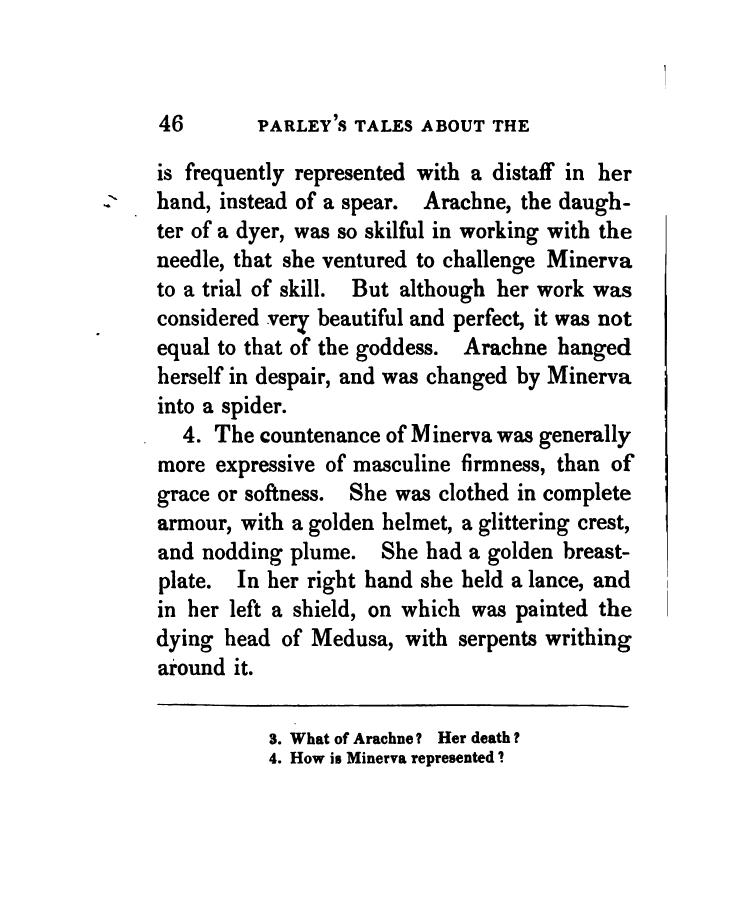 46 PARLEY'S TALES ABOUT THE
is frequently represented with a distaff in her
hand, instead of a spear. Arachne, the daugh-
ter of a dyer, was so skilful in working with the
needle, that she ventured to challenge Minerva
to a trial of skill. But although her work was
considered very beautiful and perfect, it was not
equal to that of the goddess. Arachne hanged
herself in despair, and was changed by Minerva
into a spider.
4. The countenance of Minerva was generally
more expressive of masculine firmness, than of
grace or softness. She was clothed in complete
armour, with a golden helmet, a glittering crest,
and nodding plume. She had a golden breast-
plate. In her right hand she held a lance, and
in her left a shield, on which was painted the
dying head of Medusa, with serpents writhing
around it.
3. What of Arachne? Her death?
4. How is Minerva represented?